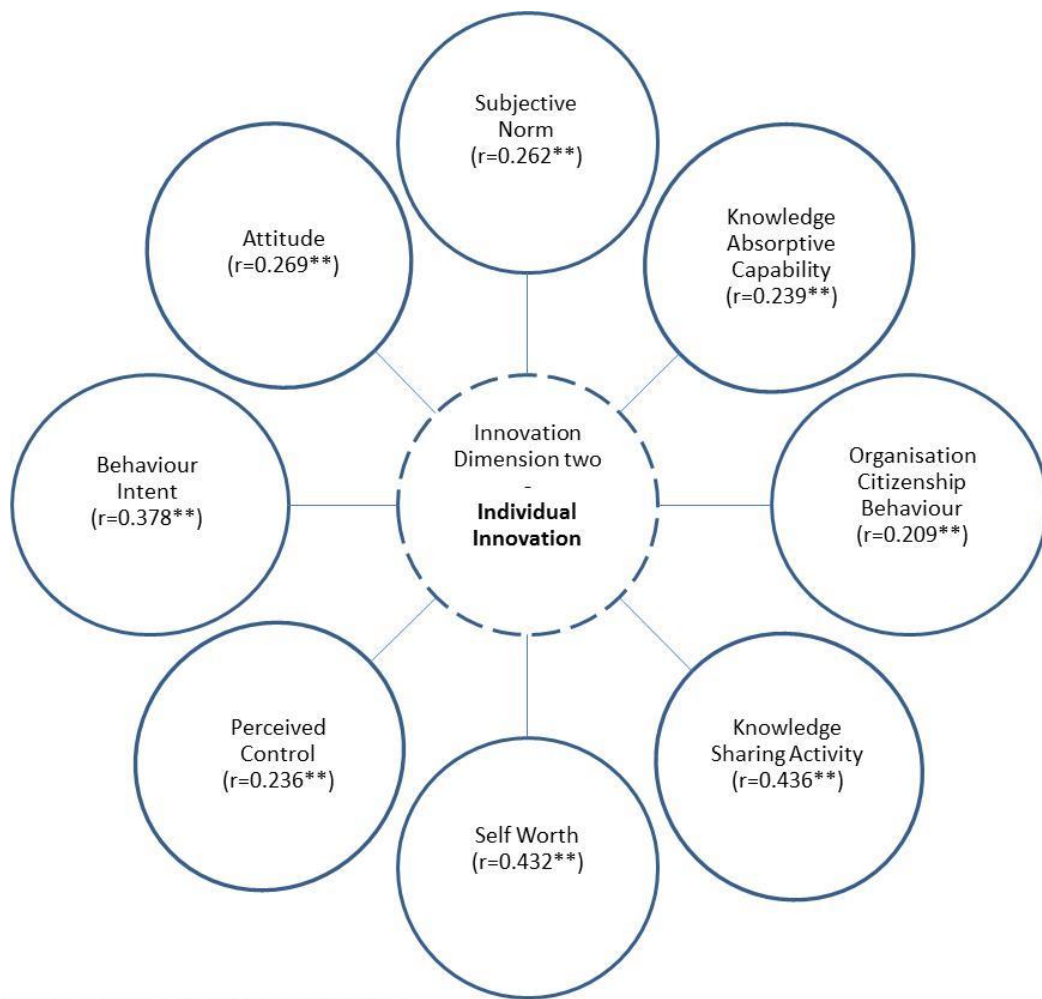 Subjective
Norm
(r=0.262**)
Attitude
(r=0.269**)
Knowledge
Absorptive
Capability
(r=0.239**)
Behaviour
Intent
(r=0.378**)
Innovation
Dimension two
-
Individual
Innovation
Organisation
Citizenship
Behaviour
(r=0.209**)
Perceived
Control
(r=0.236**)
Knowledge
Sharing Activity
(r=0.436**)
Self Worth
(r=0.432**)